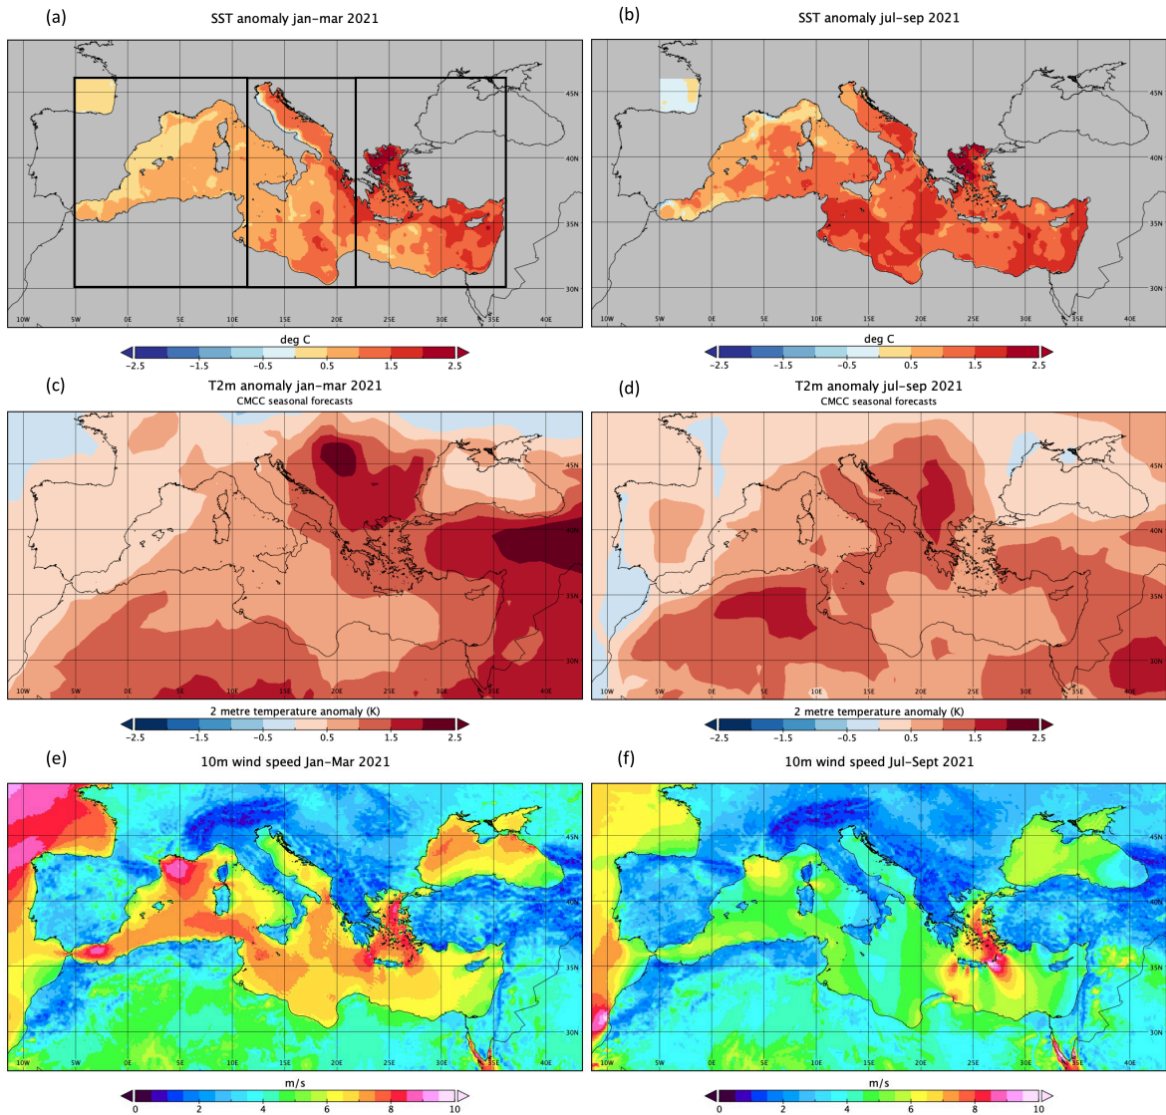 (a)
SST anomaly jan-mar 2021
45N
40N
35N
30N
10W 5W 0E 5E 10E 15E 20E 25E 30E 35E 40E
deg C
-2.5 -1.5 -0.5 0.5 1.5 2.5
(b)
SST anomaly jul-sep 2021
45N
40N
35N
30N
10W 5W 0E 5E 10E 15E 20E 25E 30E 35E 40E
deg C
-2.5 -1.5 -0.5 0.5 1.5 2.5
(c)
T2m anomaly jan-mar 2021
CMCC seasonal forecasts
45N
40N
35N
30N
10W 5W 0E 5E 10E 15E 20E 25E 30E 35E 40E
2 metre temperature anomaly (K)
-2.5 -1.5 -0.5 0.5 1.5 2.5
(d)
T2m anomaly jul-sep 2021
CMCC seasonal forecasts
45N
40N
35N
30N
10W 5W 0E 5E 10E 15E 20E 25E 30E 35E 40E
2 metre temperature anomaly (K)
-2.5 -1.5 -0.5 0.5 1.5 2.5
(e)
10m wind speed Jan-Mar 2021
45N
40N
35N
30N
10W 5W 0E 5E 10E 15E 20E 25E 30E 35E 40E
m/s
0 2 4 6 8 10
(f)
10m wind speed Jul-Sept 2021
45N
40N
35N
30N
10W 5W 0E 5E 10E 15E 20E 25E 30E 35E 40E
m/s
0 2 4 6 8 10